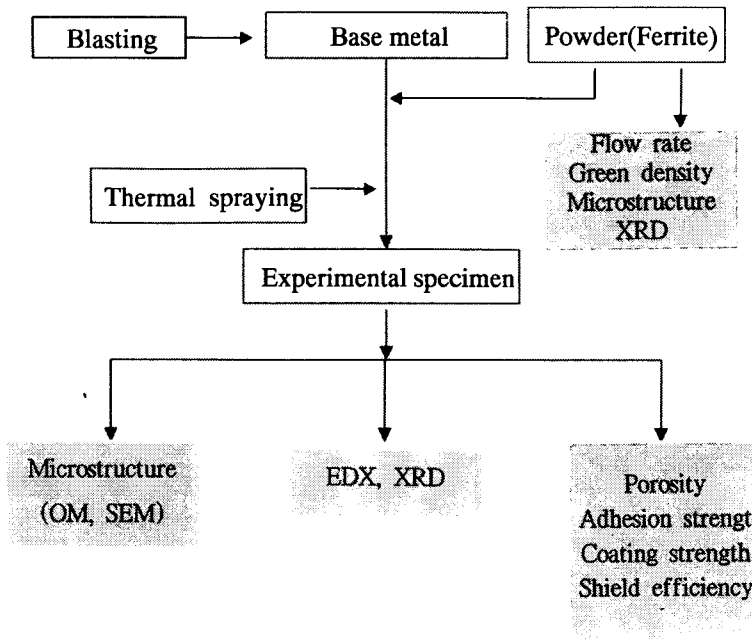 Blasting
Base metal
Powder(Ferrite)
Flow rate
Green density
Microstructure
XRD
Thermal spraying
Experimental specimen
Microstructure
(OM, SEM)
EDX, XRD
Porosity
Adhesion strengt
Coating strength
Shield efficiency